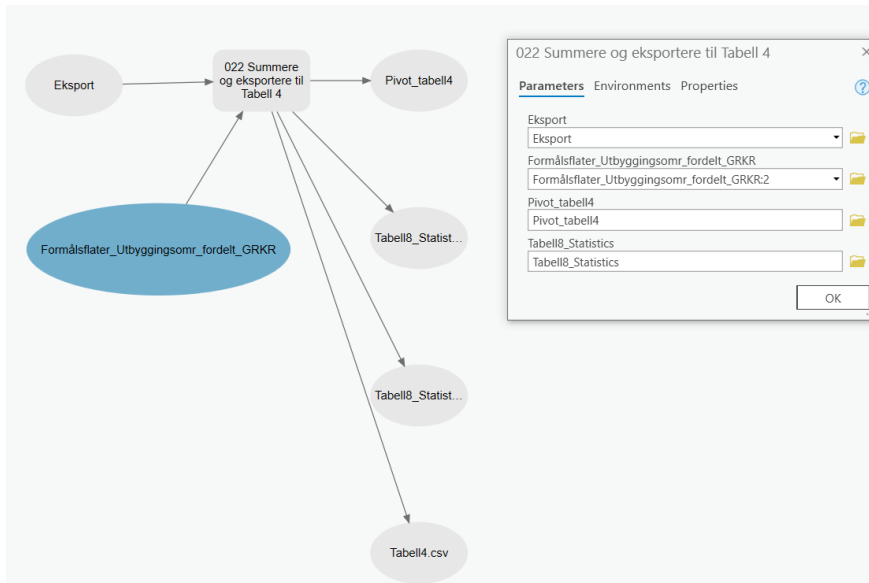 Eksport
022 Summere
og eksportere til
Tabell 4
Pivot_tabell4
Formålsflater_Utbyggingsomr_fordelt_GRKR
Tabell8_Statist...
Tabell8_Statist...
Tabell4.csv
022 Summere og eksportere til Tabell 4
Parameters Environments Properties
Eksport
Eksport
Formålsflater_Utbyggingsomr_fordelt_GRKR
Formålsflater_Utbyggingsomr_fordelt_GRKR:2
Pivot_tabell4
Pivot_tabell4
Tabell8_Statistics
Tabell8_Statistics
OK